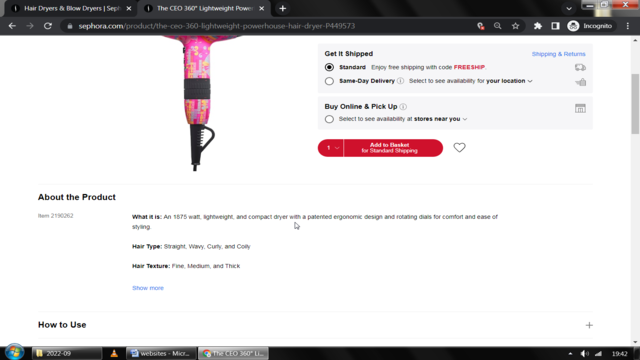 Hair Dryers & Blow Dryers | Sep
The CEO 360° Lightweight Power
sephora.com/product/the-ceo-360-lightweight-powerhouse-hair-dryer-P449573
Incognito
Get It Shipped
Shipping & Returns
Standard Enjoy free shipping with code FREESHIP.
Same-Day Delivery Select to see availability for your location
Buy Online & Pick Up
Select to see availability at stores near you
1
Add to Basket
for Standard Shipping
About the Product
Item 2190262
What it is: An 1875 watt, lightweight, and compact dryer with a patented ergonomic design and rotating dials for comfort and ease of
styling.
Hair Type: Straight, Wavy, Curly, and Coily
Hair Texture: Fine, Medium, and Thick
Show more
How to Use
2022-09
websites - Micr...
The CEO 360° Li...
19:42